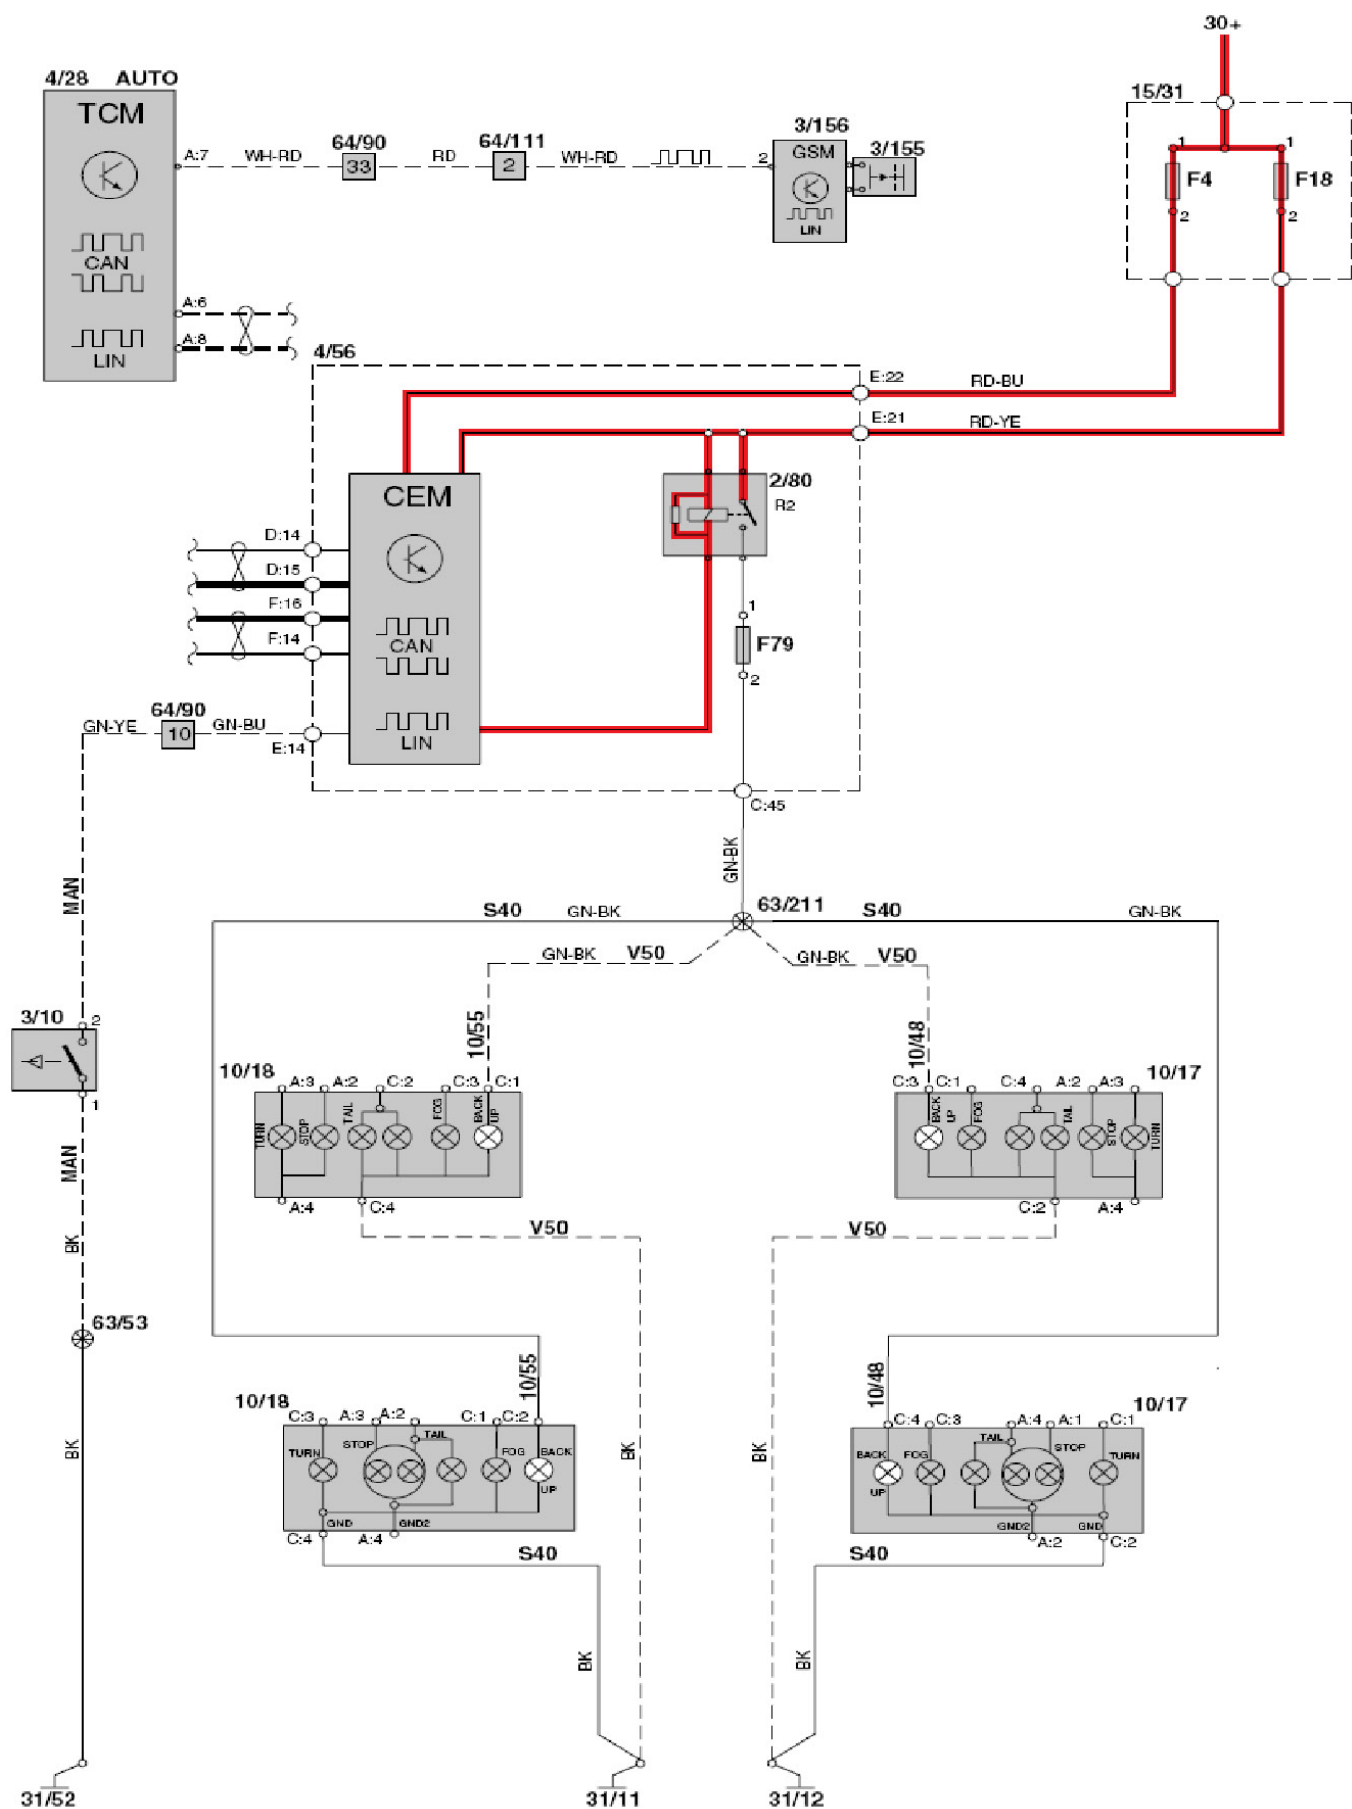 30+
15/31
1
1
F4
F18
2
2
4/28 AUTO
TCM
A:7
WH-RD
64/90
33
RD
64/111
2
WH-RD
2
3/156
GSM
LIN
3/155
CAN
A:6
A:8
LIN
4/56
E:22
RD-BU
E:21
RD-YE
CEM
2/80
R2
D:14
D:15
F:16
F:14
CAN
1
F79
2
LIN
64/90
GN-YE
10
GN-BU
E:14
C:45
GN-BK
MAN
S40
GN-BK
63/211
S40
GN-BK
GN-BK
V50
GN-BK
V50
3/10
2
1
10/55
10/48
10/18
A:3
A:2
C:2
C:3
C:1
TURN
STOP
TAIL
FOG
BACK
UP
A:4
C:4
C:3
C:1
C:4
A:2
A:3
10/17
BACK
UP
FOG
TAIL
STOP
TURN
C:2
A:4
MAN
BK
V50
V50
63/53
10/55
10/48
10/18
C:3
A:3
A:2
C:1
C:2
TURN
STOP
TAIL
FOG
BACK
UP
GND
GND2
C:4
A:4
10/17
C:4
C:3
A:4
A:1
C:1
BACK
UP
FOG
TAIL
STOP
TURN
GND2
GND
A:2
C:2
BK
BK
BK
S40
S40
BK
BK
31/52
31/11
31/12